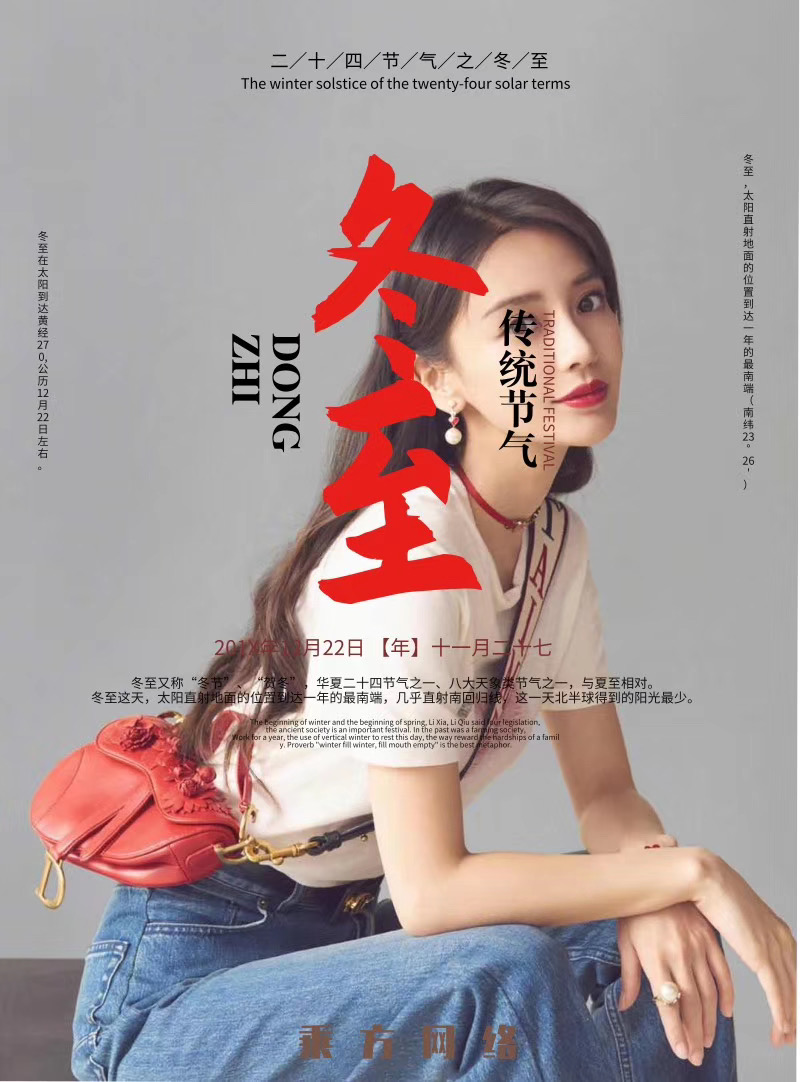 二／十／四／节／气／之／冬／至
The winter solstice of the twenty-four solar terms
冬至
DONG
ZHI
传统节气
TRADITIONAL FESTIVAL
冬至，太阳直射地面的位置到达一年的最南端（南纬23°26′）
冬至在太阳到达黄经270,公历12月22日左右。
2018年12月22日 【年】十一月二十七
冬至又称“冬节”、“贺冬”，华夏二十四节气之一、八大天象类节气之一，与夏至相对。
冬至这天，太阳直射地面的位置到达一年的最南端，几乎直射南回归线，这一天北半球得到的阳光最少。
The beginning of winter and the beginning of spring, Li Xia, Li Qiu said four legislation,
the ancient society is an important festival. In the past was a farming society,
Work for a year, the use of vertical winter to rest this day, the way reward the hardships of a famil
y. Proverb "winter fill winter, fill mouth empty" is the best metaphor.
乘方网络